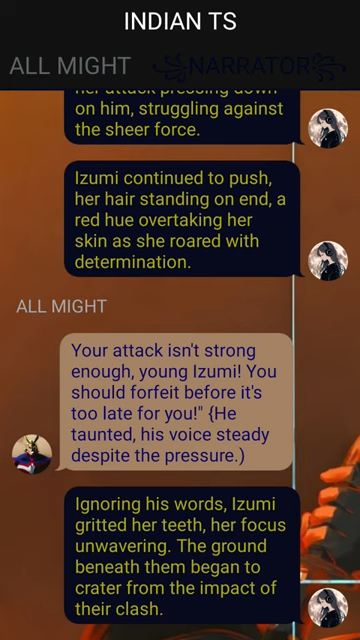 INDIAN TS
ALL MIGHT ꧁NARRATOR꧂
her attack pressing down
on him, struggling against
the sheer force.
Izumi continued to push,
her hair standing on end, a
red hue overtaking her
skin as she roared with
determination.
ALL MIGHT
Your attack isn't strong
enough, young Izumi! You
should forfeit before it's
too late for you!" {He
taunted, his voice steady
despite the pressure.)
Ignoring his words, Izumi
gritted her teeth, her focus
unwavering. The ground
beneath them began to
crater from the impact of
their clash.